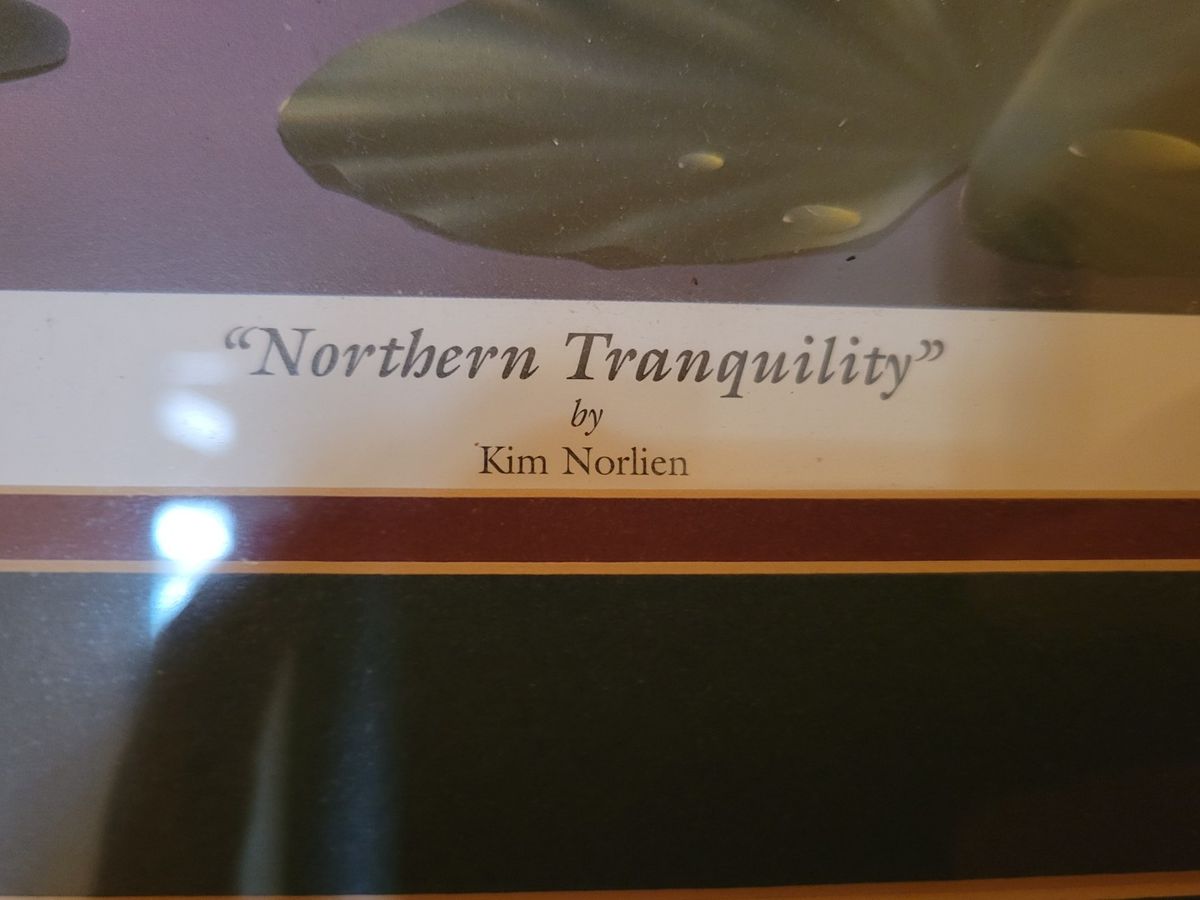 “Northern Tranquility”
by
Kim Norlien